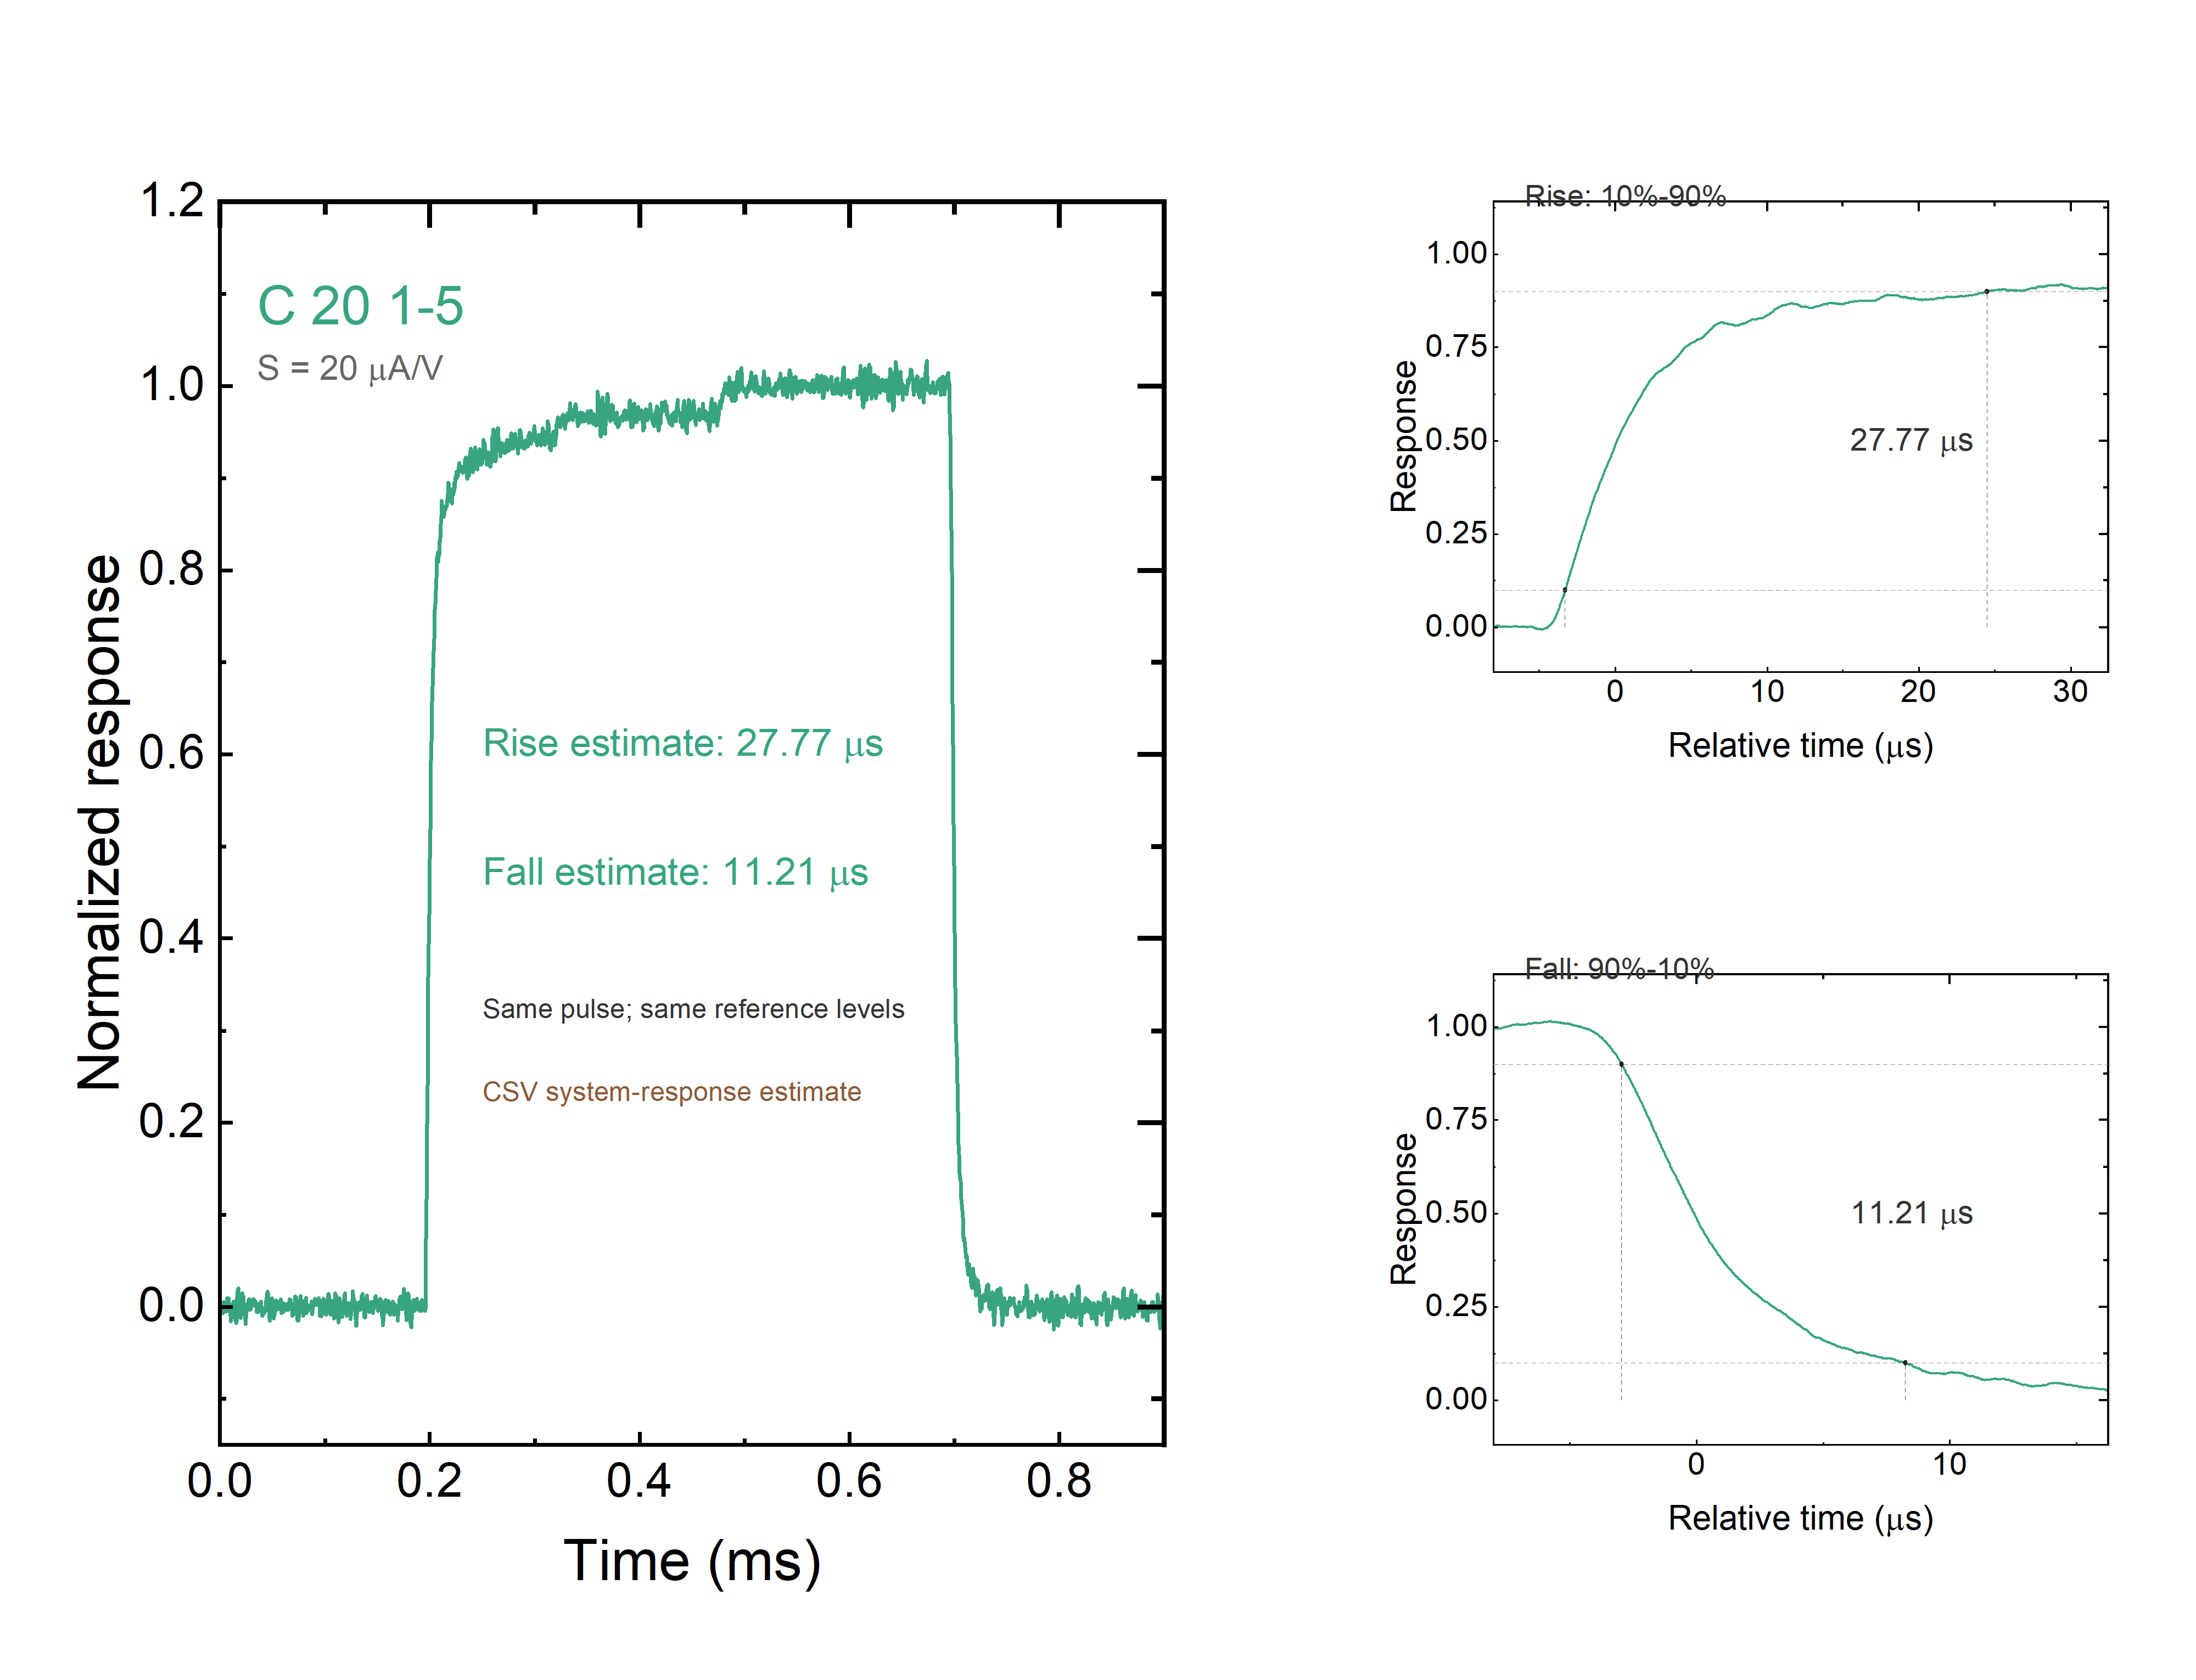 1.2
1.0
0.8
0.6
0.4
0.2
0.0
Normalized response
C 20 1-5
S = 20 μA/V
Rise estimate: 27.77 μs
Fall estimate: 11.21 μs
Same pulse; same reference levels
CSV system-response estimate
0.0 0.2 0.4 0.6 0.8
Time (ms)
Rise: 10%-90%
1.00
0.75
0.50
0.25
0.00
Response
27.77 μs
0 10 20 30
Relative time (μs)
Fall: 90%-10%
1.00
0.75
0.50
0.25
0.00
Response
11.21 μs
0 10
Relative time (μs)